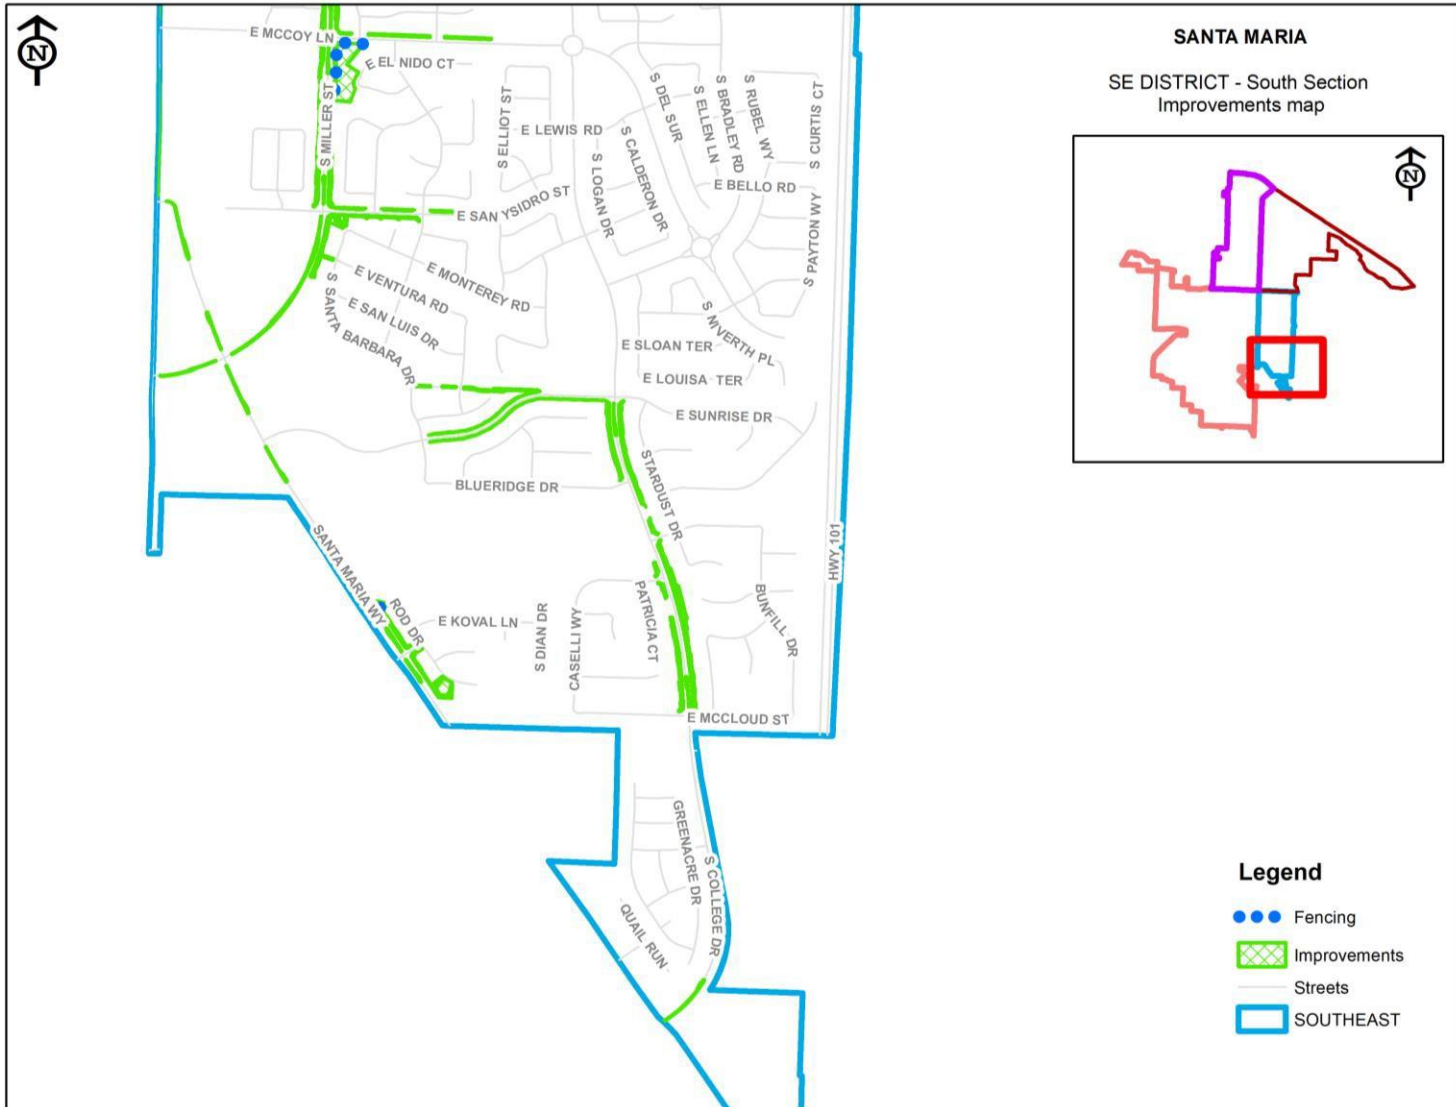 N
SANTA MARIA
SE DISTRICT - South Section
Improvements map
N
E MCCOY LN
E EL NIDO CT
S MILLER ST
S ELLIOT ST
E LEWIS RD
S LOGAN DR
S CALDERON DR
S DEL SUR
S ELLEN LN
S BRADLEY RD
S RUBEL WY
S CURTIS CT
E BELLO RD
S PAYTON WY
E SAN YSIDRO ST
E MONTEREY RD
E VENTURA RD
E SAN LUIS DR
S SANTA BARBARA DR
S NIVERTH PL
E SLOAN TER
E LOUISA TER
E SUNRISE DR
BLUERIDGE DR
STARDUST DR
HWY 101
SANTA MARIA WY
ROD DR
E KOVAL LN
S DIAN DR
CASELLI WY
PATRICIA CT
BUNFILL DR
E MCCLOUD ST
GREENACRE DR
S COLLEGE DR
QUAIL RUN
Legend
Fencing
Improvements
Streets
SOUTHEAST